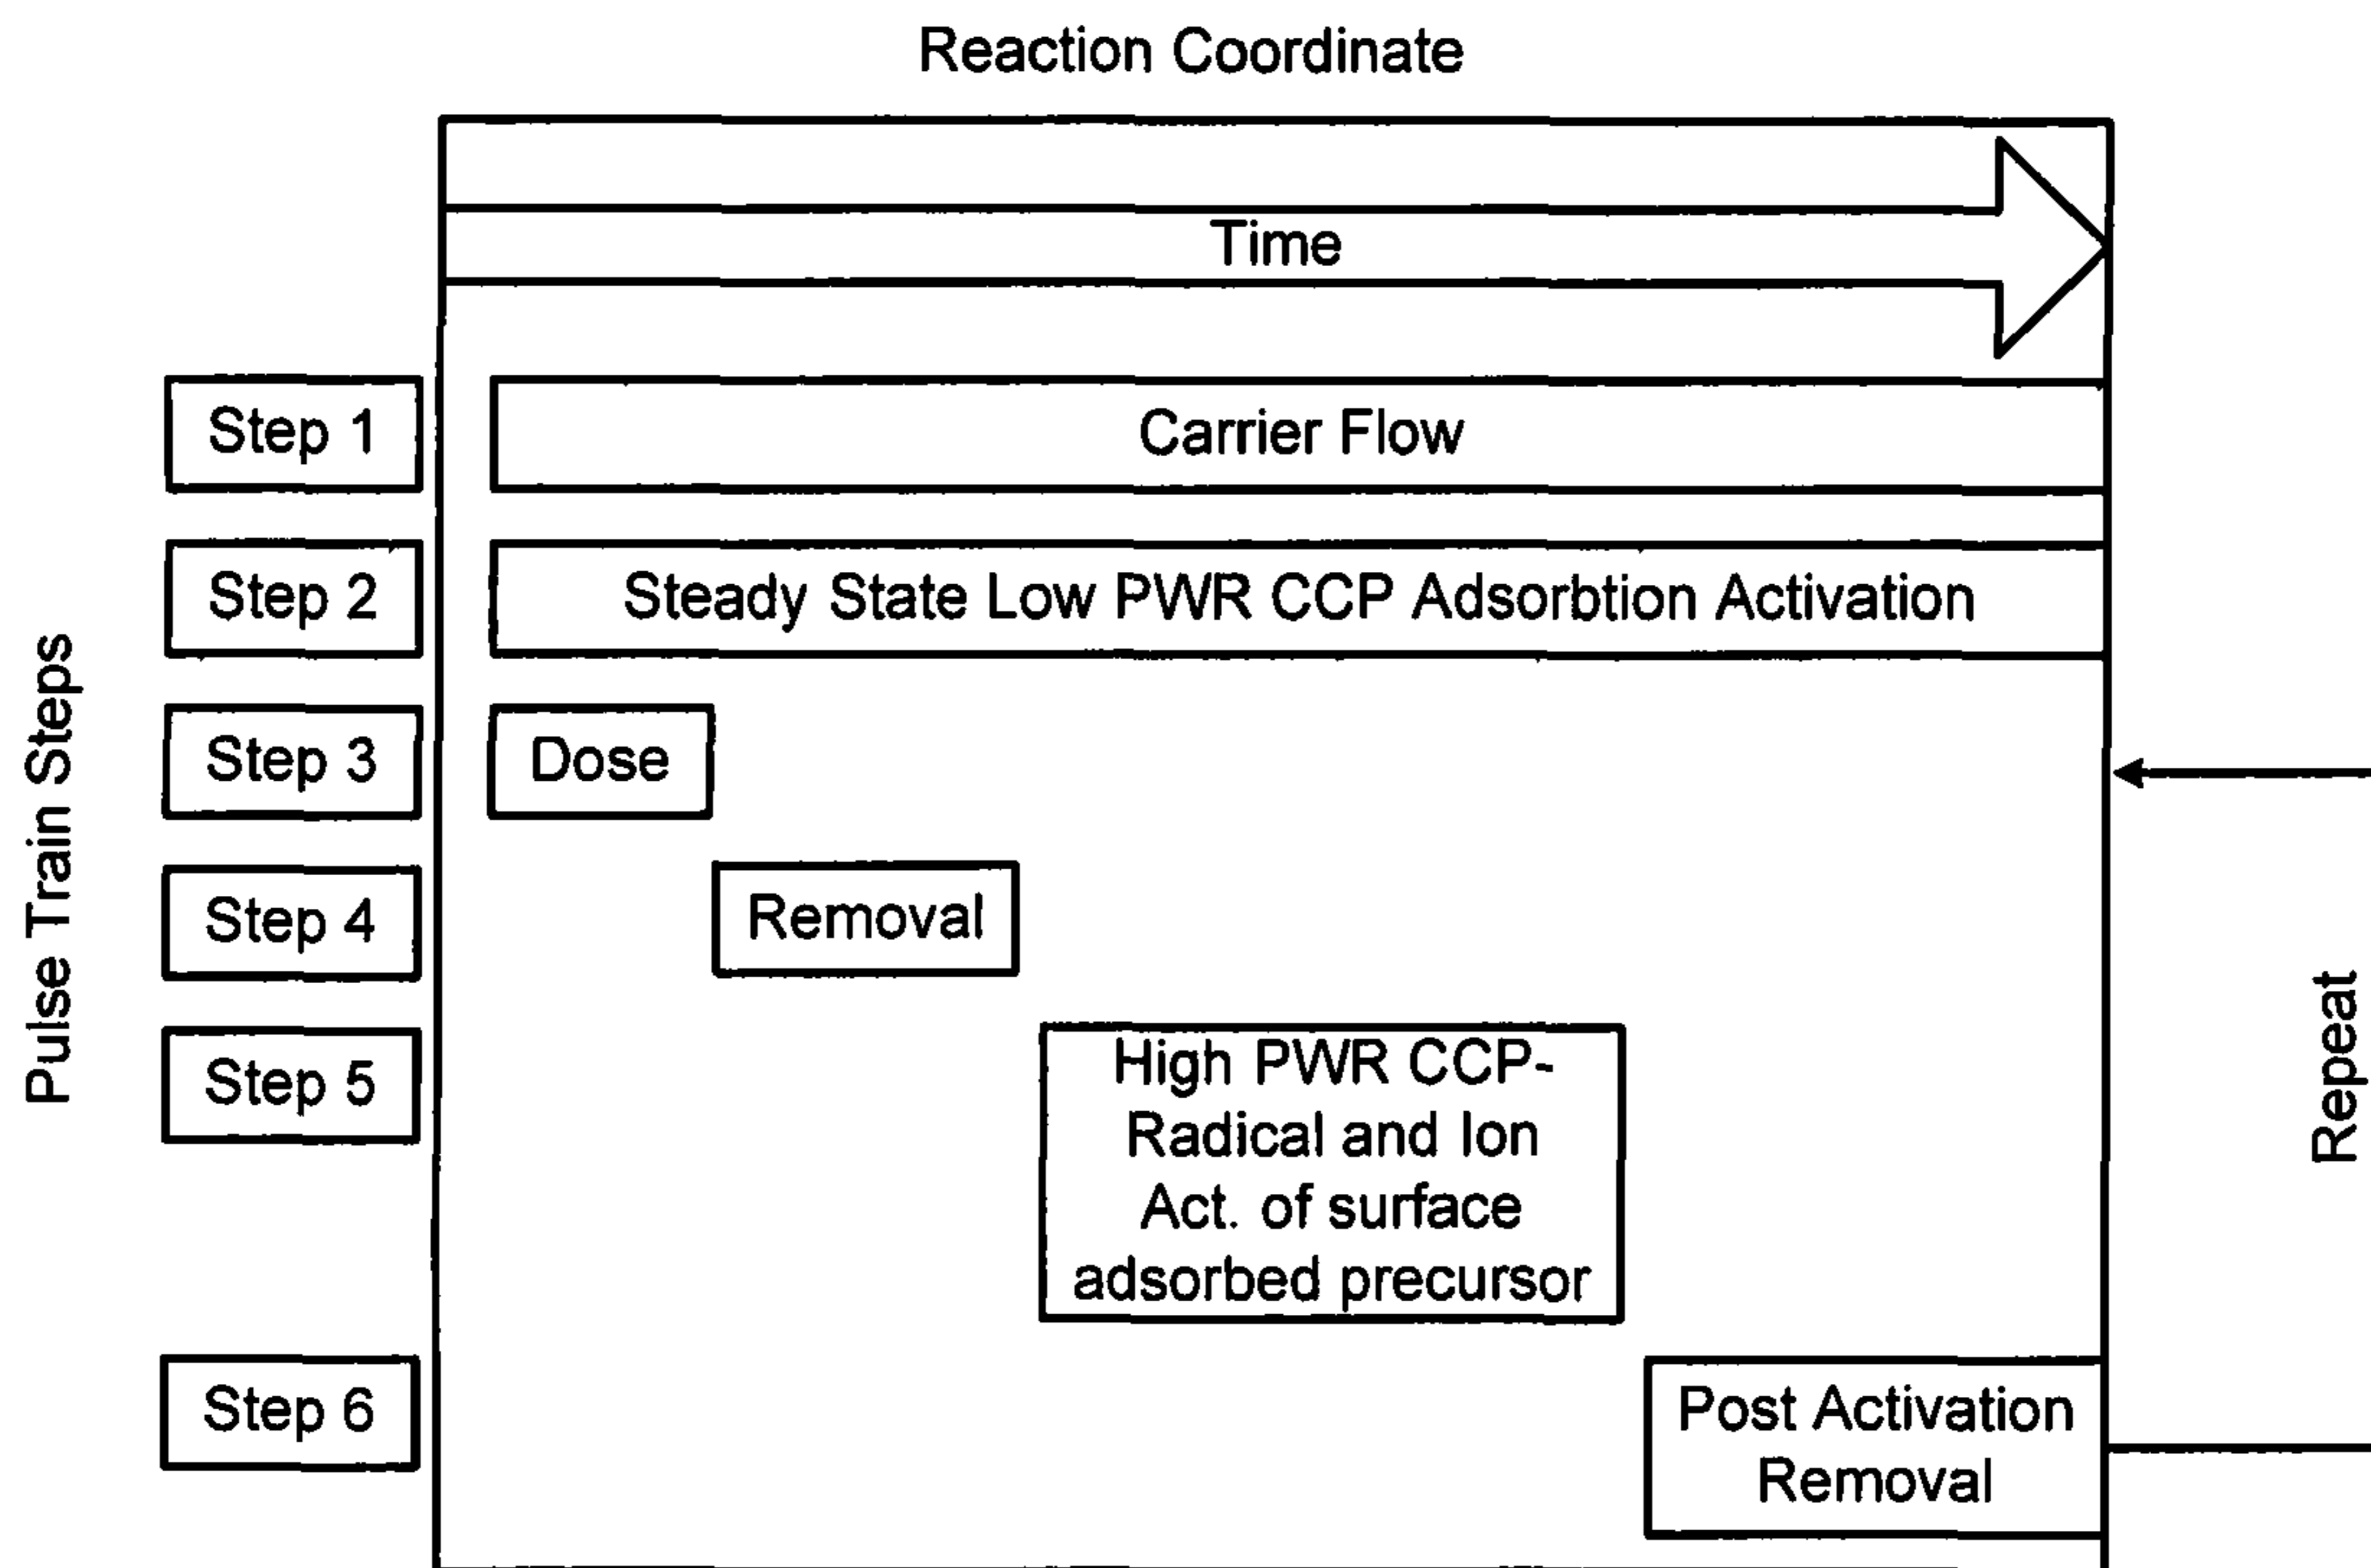 Reaction Coordinate
Time
Pulse Train Steps
Step 1
Carrier Flow
Step 2
Steady State Low PWR CCP Adsorbtion Activation
Step 3
Dose
Step 4
Removal
Step 5
High PWR CCP-
Radical and Ion
Act. of surface
adsorbed precursor
Step 6
Post Activation
Removal
Repeat